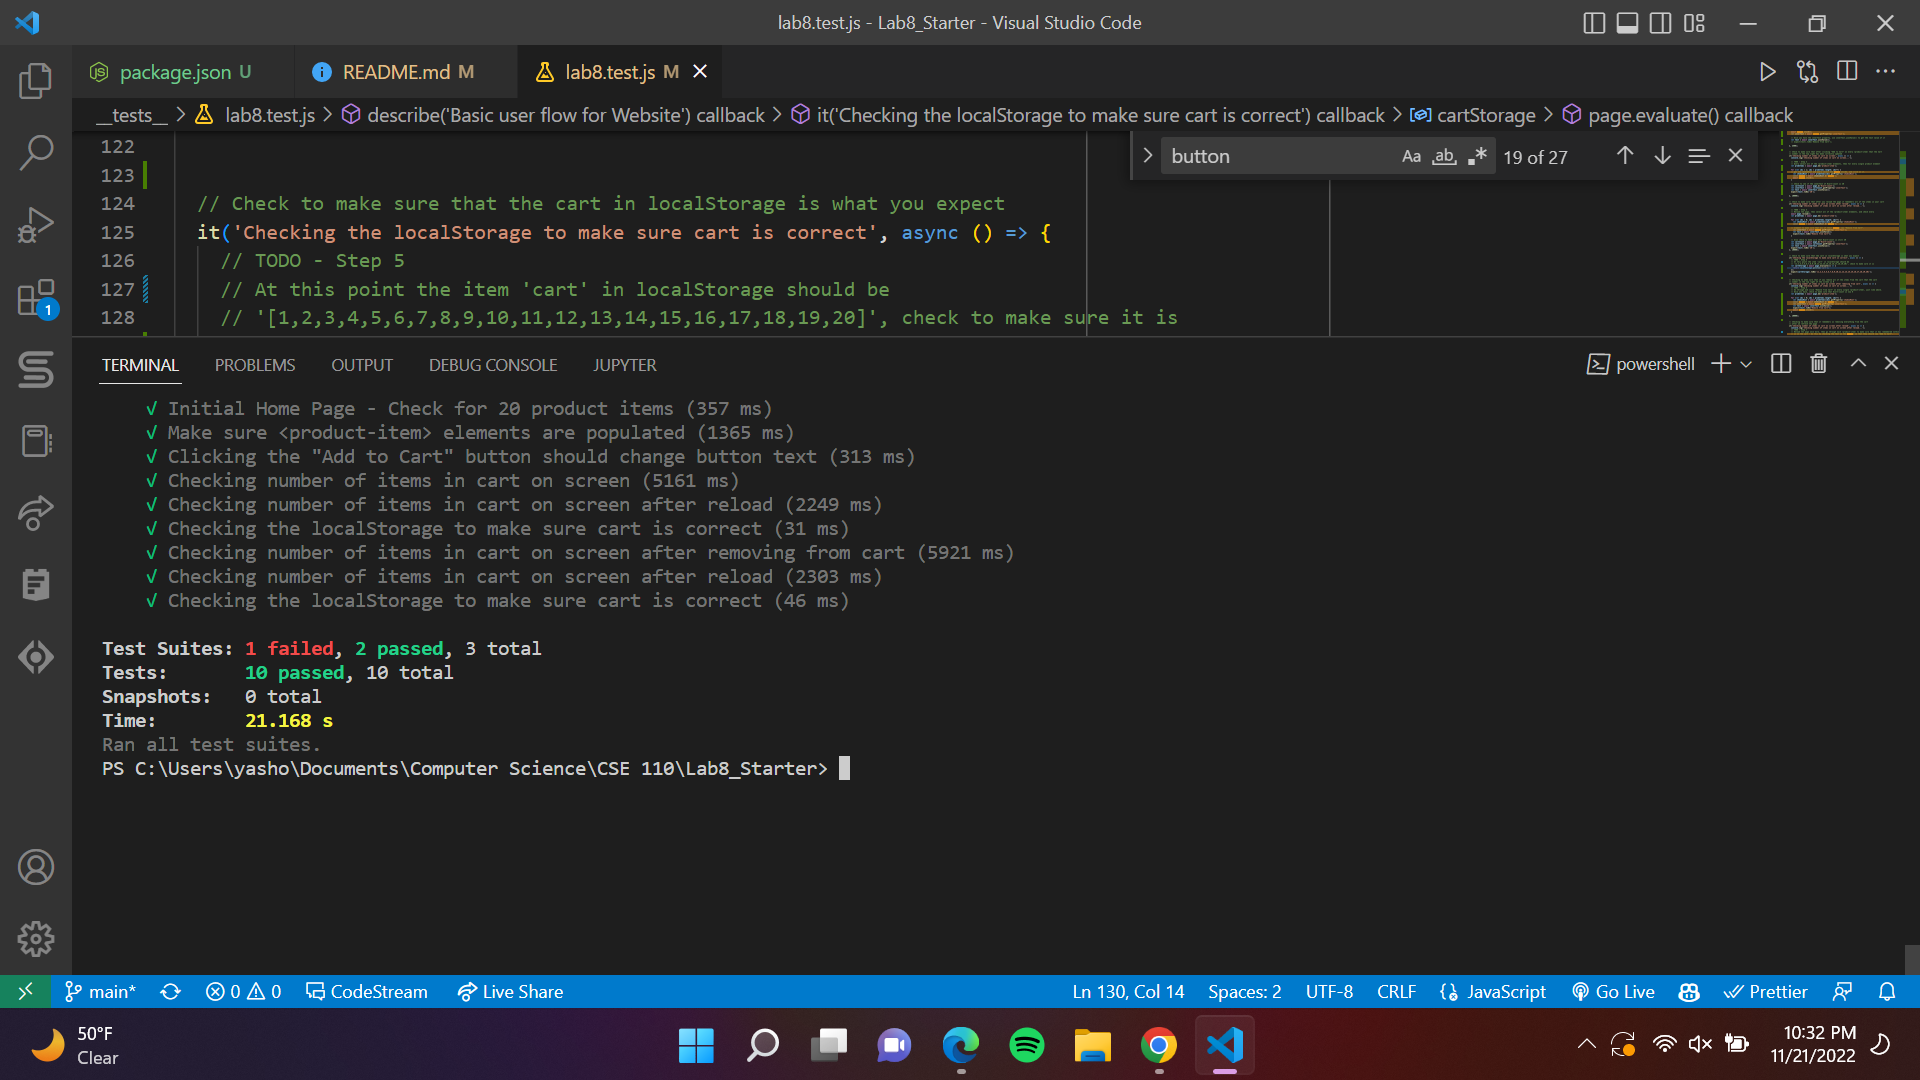 lab8.test.js - Lab8_Starter - Visual Studio Code
package.json U
README.md M
lab8.test.js M
__tests__ > lab8.test.js > describe('Basic user flow for Website') callback > it('Checking the localStorage to make sure cart is correct') callback > cartStorage > page.evaluate() callback
button Aa ab .* 19 of 27
122
123
124 // Check to make sure that the cart in localStorage is what you expect
125 it('Checking the localStorage to make sure cart is correct', async () => {
126 // TODO - Step 5
127 // At this point the item 'cart' in localStorage should be
128 // '[1,2,3,4,5,6,7,8,9,10,11,12,13,14,15,16,17,18,19,20]', check to make sure it is
1
TERMINAL PROBLEMS OUTPUT DEBUG CONSOLE JUPYTER powershell
√ Initial Home Page - Check for 20 product items (357 ms)
√ Make sure <product-item> elements are populated (1365 ms)
√ Clicking the "Add to Cart" button should change button text (313 ms)
√ Checking number of items in cart on screen (5161 ms)
√ Checking number of items in cart on screen after reload (2249 ms)
√ Checking the localStorage to make sure cart is correct (31 ms)
√ Checking number of items in cart on screen after removing from cart (5921 ms)
√ Checking number of items in cart on screen after reload (2303 ms)
√ Checking the localStorage to make sure cart is correct (46 ms)
Test Suites: 1 failed, 2 passed, 3 total
Tests: 10 passed, 10 total
Snapshots: 0 total
Time: 21.168 s
Ran all test suites.
PS C:\Users\yasho\Documents\Computer Science\CSE 110\Lab8_Starter>
main* 0 0 CodeStream Live Share Ln 130, Col 14 Spaces: 2 UTF-8 CRLF JavaScript Go Live Prettier
50°F
Clear
10:32 PM
11/21/2022